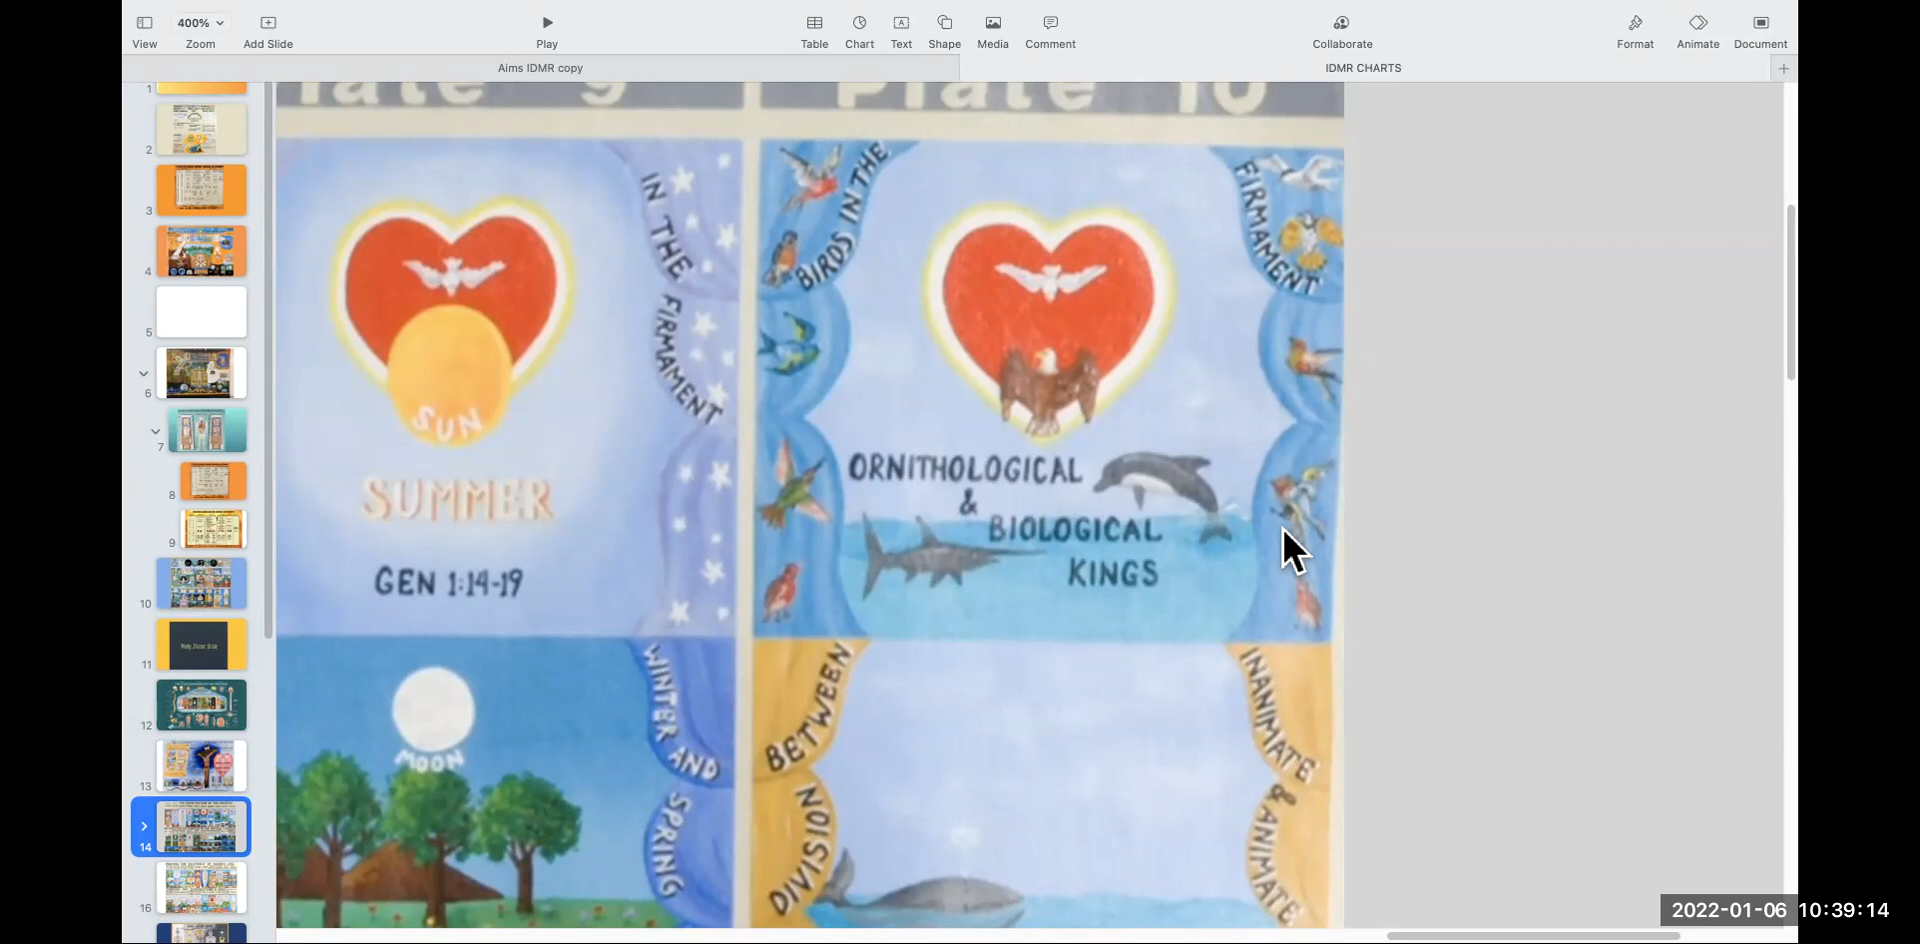 400%
View
Zoom
Add Slide
Play
Table
Chart
Text
Shape
Media
Comment
Collaborate
Format
Animate
Document
Aims IDMR copy
IDMR CHARTS
1
2
3
4
5
6
7
8
9
10
11
12
13
14
16
Plate 10
IN THE
FIRMAMENT
SUN
SUMMER
GEN 1:14-19
BIRDS IN THE
FIRMAMENT
ORNITHOLOGICAL
&
BIOLOGICAL
KINGS
MOON
WINTER AND
SPRING
BETWEEN
DIVISION
INANIMATE
& ANIMATE
2022-01-06 10:39:14